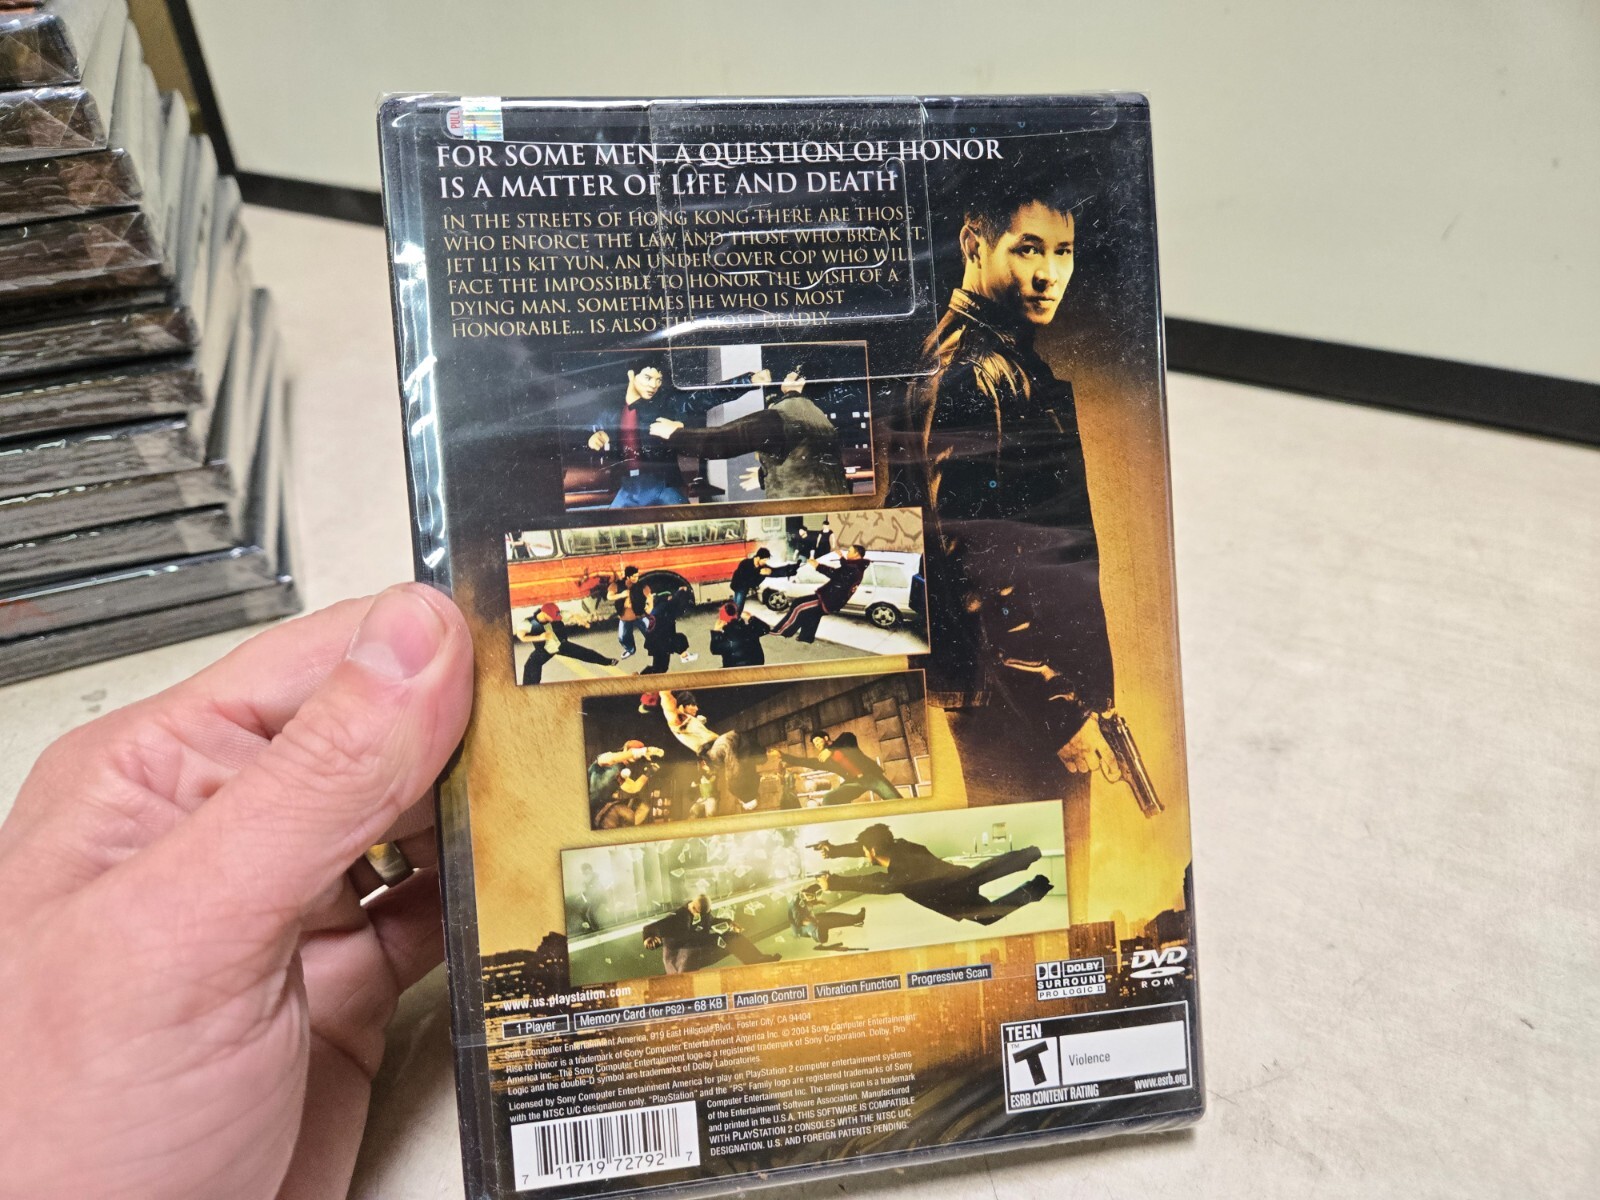 PULL
FOR SOME MEN, A QUESTION OF HONOR
IS A MATTER OF LIFE AND DEATH
IN THE STREETS OF HONG KONG THERE ARE THOSE
WHO ENFORCE THE LAW AND THOSE WHO BREAK IT.
JET LI IS KIT YUN, AN UNDERCOVER COP WHO WILL
FACE THE IMPOSSIBLE TO HONOR THE WISH OF A
DYING MAN. SOMETIMES HE WHO IS MOST
HONORABLE... IS ALSO THE MOST DEADLY.
www.us.playstation.com
1 Player Memory Card (for PS2) - 68 KB Analog Control Vibration Function Progressive Scan
DOLBY
SURROUND
PRO LOGIC II
DVD
ROM
Sony Computer Entertainment America, 919 East Hillsdale Blvd., Foster City, CA 94404
Rise to Honor is a trademark of Sony Computer Entertainment America Inc. © 2004 Sony Computer Entertainment
America Inc. The Sony Computer Entertainment logo is a registered trademark of Sony Corporation. Dolby, Pro
Logic and the double-D symbol are trademarks of Dolby Laboratories.
Licensed by Sony Computer Entertainment America for play on PlayStation 2 computer entertainment systems
with the NTSC U/C designation only. "PlayStation" and the "PS" Family logo are registered trademarks of Sony
Computer Entertainment Inc. The ratings icon is a trademark
of the Entertainment Software Association. Manufactured
and printed in the U.S.A. THIS SOFTWARE IS COMPATIBLE
WITH PLAYSTATION 2 CONSOLES WITH THE NTSC U/C
DESIGNATION. U.S. AND FOREIGN PATENTS PENDING.
7 11719 72792 7
TEEN
T
TM
Violence
ESRB CONTENT RATING www.esrb.org